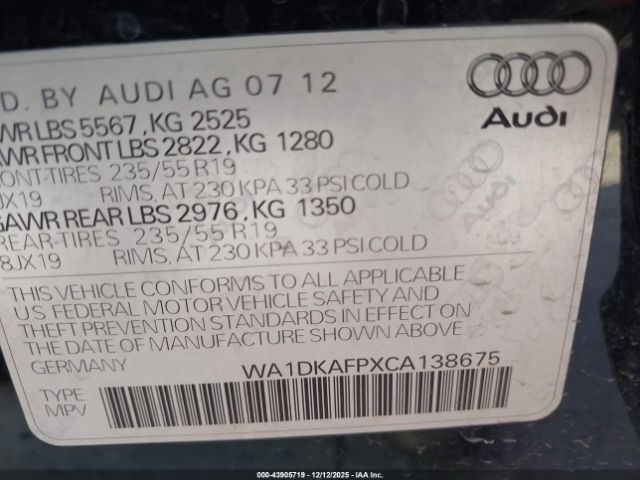 D. BY AUDI AG 07 12
WR LBS 5567, KG 2525
AWR FRONT LBS 2822, KG 1280
ONT-TIRES 235/55 R19
JX19 RIMS, AT 230 KPA 33 PSI COLD
GAWR REAR LBS 2976, KG 1350
REAR-TIRES 235/55 R19
8JX19 RIMS, AT 230 KPA 33 PSI COLD
THIS VEHICLE CONFORMS TO ALL APPLICABLE
US FEDERAL MOTOR VEHICLE SAFETY AND
THEFT PREVENTION STANDARDS IN EFFECT ON
THE DATE OF MANUFACTURE SHOWN ABOVE
GERMANY WA1DKAFPXCA138675
TYPE
MPV
Audi
000-43905719 - 12/12/2025 - IAA Inc.